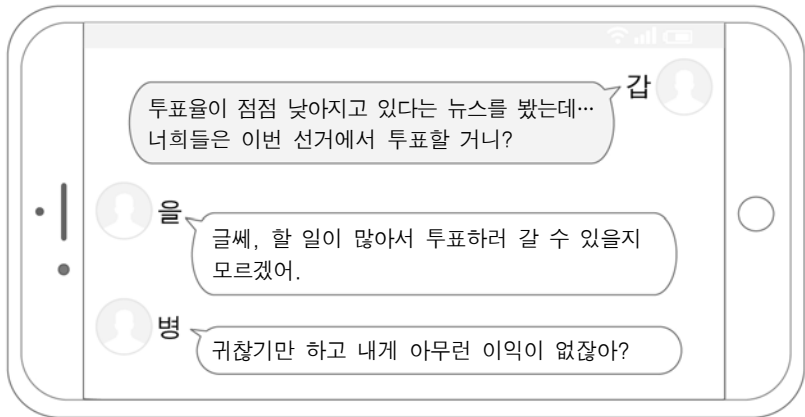 갑
투표율이 점점 낮아지고 있다는 뉴스를 봤는데…
너희들은 이번 선거에서 투표할 거니?
을
글쎄, 할 일이 많아서 투표하러 갈 수 있을지
모르겠어.
병
귀찮기만 하고 내게 아무런 이익이 없잖아?